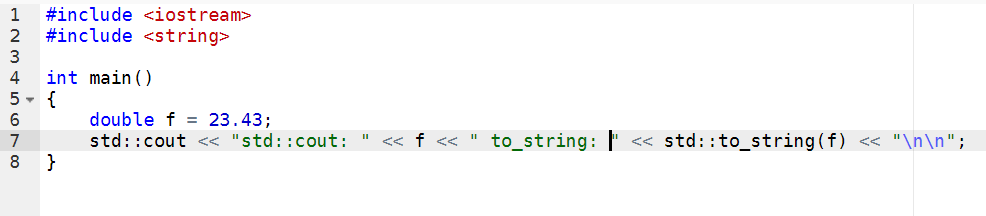 1 #include <iostream>
2 #include <string>
3
4 int main()
5 {
6     double f = 23.43;
7     std::cout << "std::cout: " << f << " to_string: " << std::to_string(f) << "\n\n";
8 }